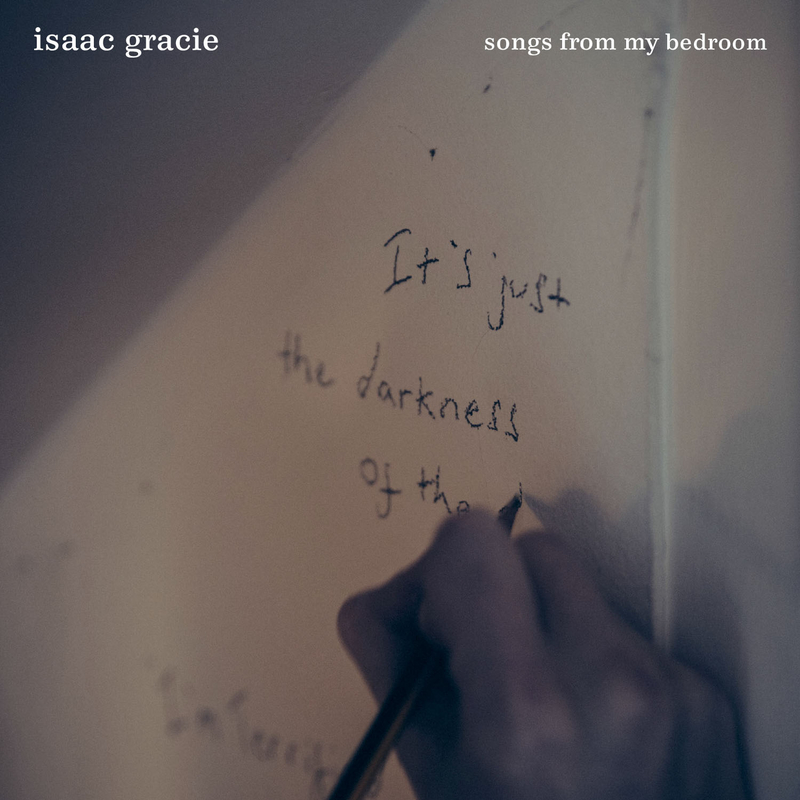 isaac gracie
songs from my bedroom
It's just
the darkness
of the